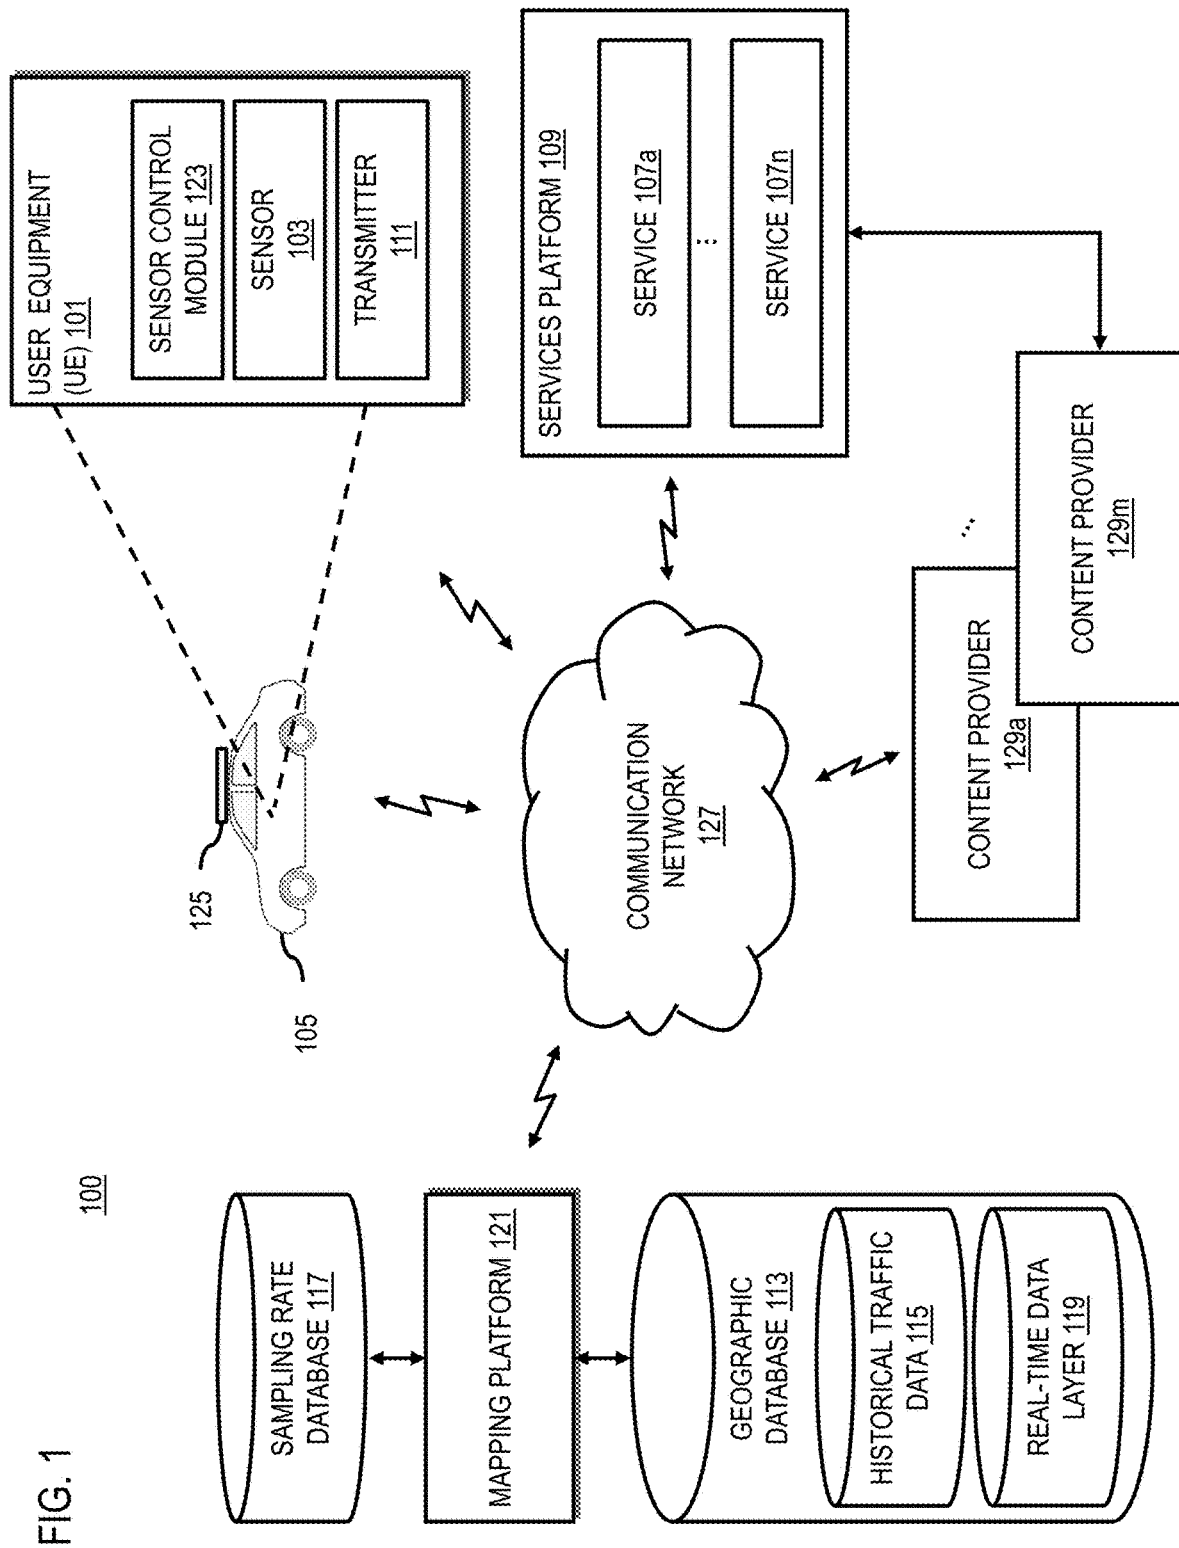 FIG. 1
100
SAMPLING RATE
DATABASE 117
MAPPING PLATFORM 121
GEOGRAPHIC
DATABASE 113
HISTORICAL TRAFFIC
DATA 115
REAL-TIME DATA
LAYER 119
125
105
COMMUNICATION
NETWORK
127
USER EQUIPMENT
(UE) 101
SENSOR CONTROL
MODULE 123
SENSOR
103
TRANSMITTER
111
SERVICES PLATFORM 109
SERVICE 107a
...
SERVICE 107n
CONTENT PROVIDER
129a
...
CONTENT PROVIDER
129m